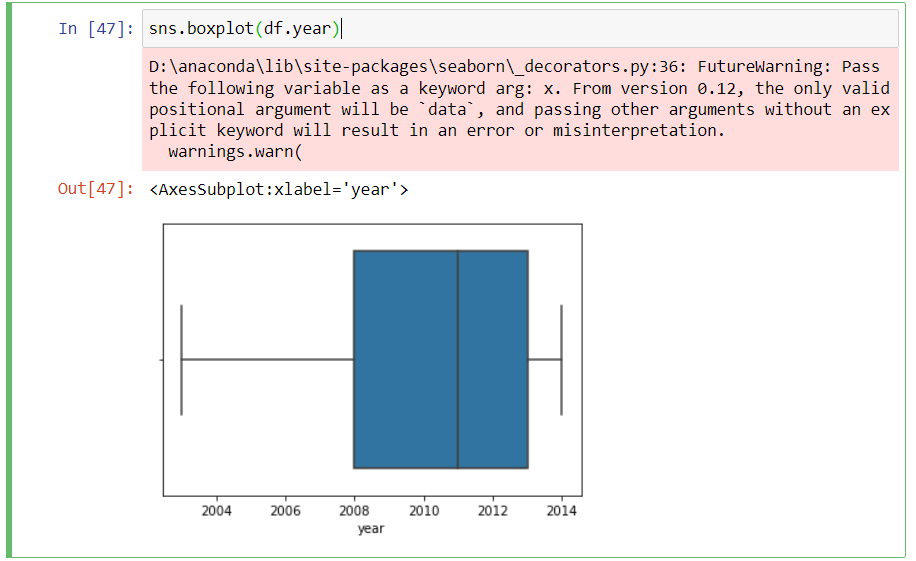 In [47]: sns.boxplot(df.year)
D:\anaconda\lib\site-packages\seaborn\_decorators.py:36: FutureWarning: Pass
the following variable as a keyword arg: x. From version 0.12, the only valid
positional argument will be `data`, and passing other arguments without an ex
plicit keyword will result in an error or misinterpretation.
  warnings.warn(
Out[47]: <AxesSubplot:xlabel='year'>
2004 2006 2008 2010 2012 2014
year